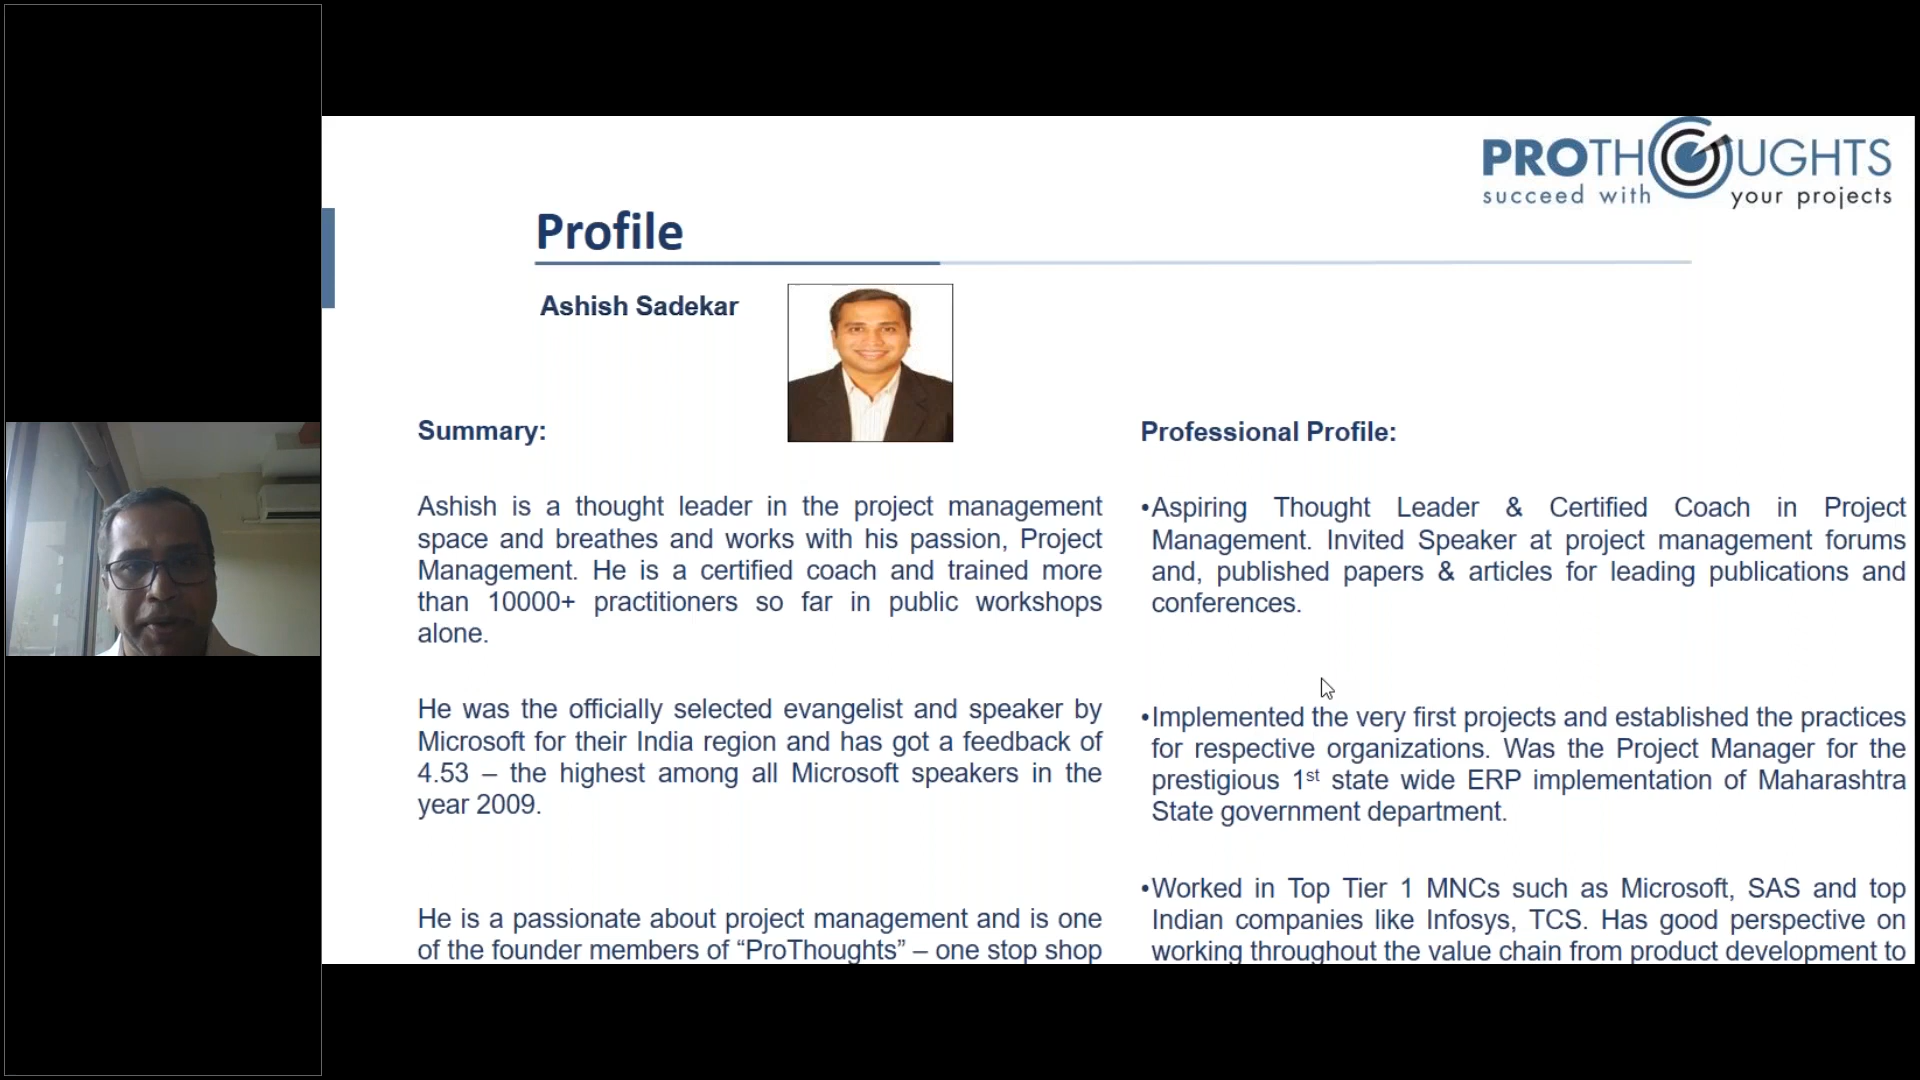 PROTHOUGHTS
succeed with your projects
Profile
Ashish Sadekar
Summary:
Ashish is a thought leader in the project management
space and breathes and works with his passion, Project
Management. He is a certified coach and trained more
than 10000+ practitioners so far in public workshops
alone.
He was the officially selected evangelist and speaker by
Microsoft for their India region and has got a feedback of
4.53 – the highest among all Microsoft speakers in the
year 2009.
He is a passionate about project management and is one
of the founder members of “ProThoughts” – one stop shop
Professional Profile:
•Aspiring Thought Leader & Certified Coach in Project
Management. Invited Speaker at project management forums
and, published papers & articles for leading publications and
conferences.
•Implemented the very first projects and established the practices
for respective organizations. Was the Project Manager for the
prestigious 1st state wide ERP implementation of Maharashtra
State government department.
•Worked in Top Tier 1 MNCs such as Microsoft, SAS and top
Indian companies like Infosys, TCS. Has good perspective on
working throughout the value chain from product development to